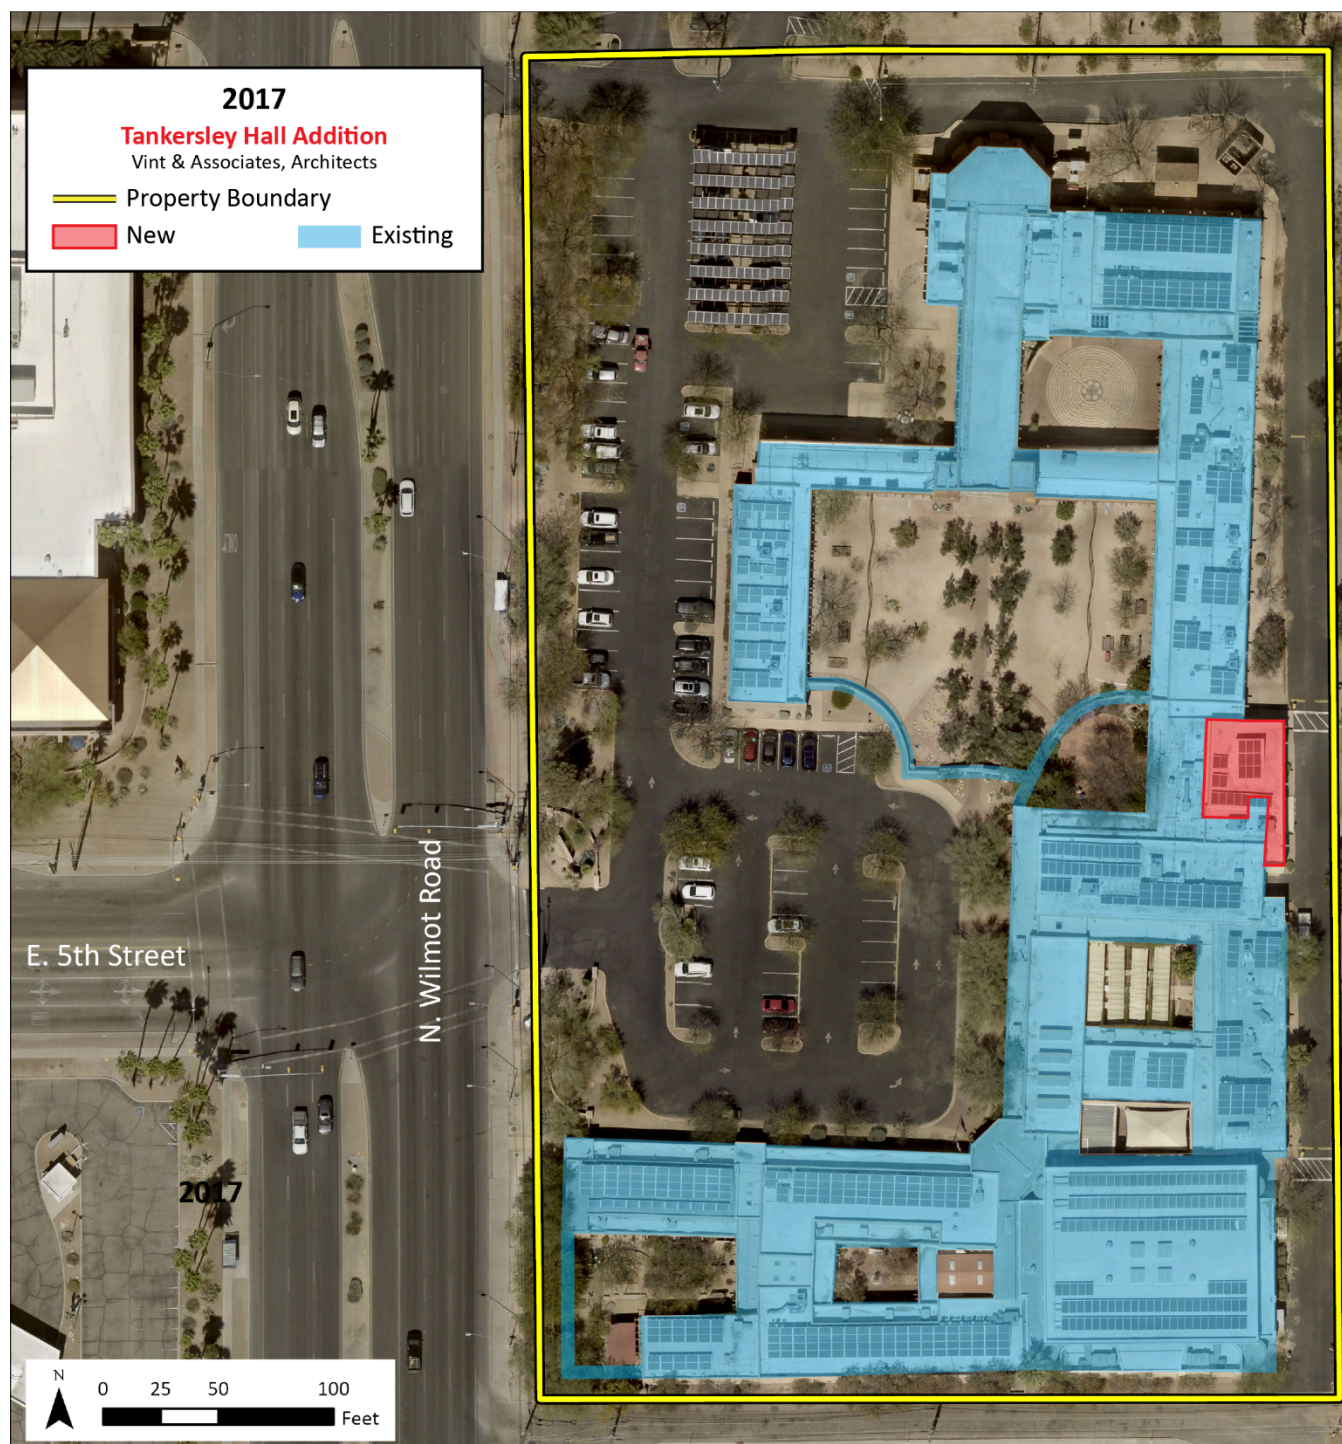 2017
Tankersley Hall Addition
Vint & Associates, Architects
Property Boundary
New Existing
E. 5th Street
N. Wilmot Road
2017
N
0 25 50 100
Feet